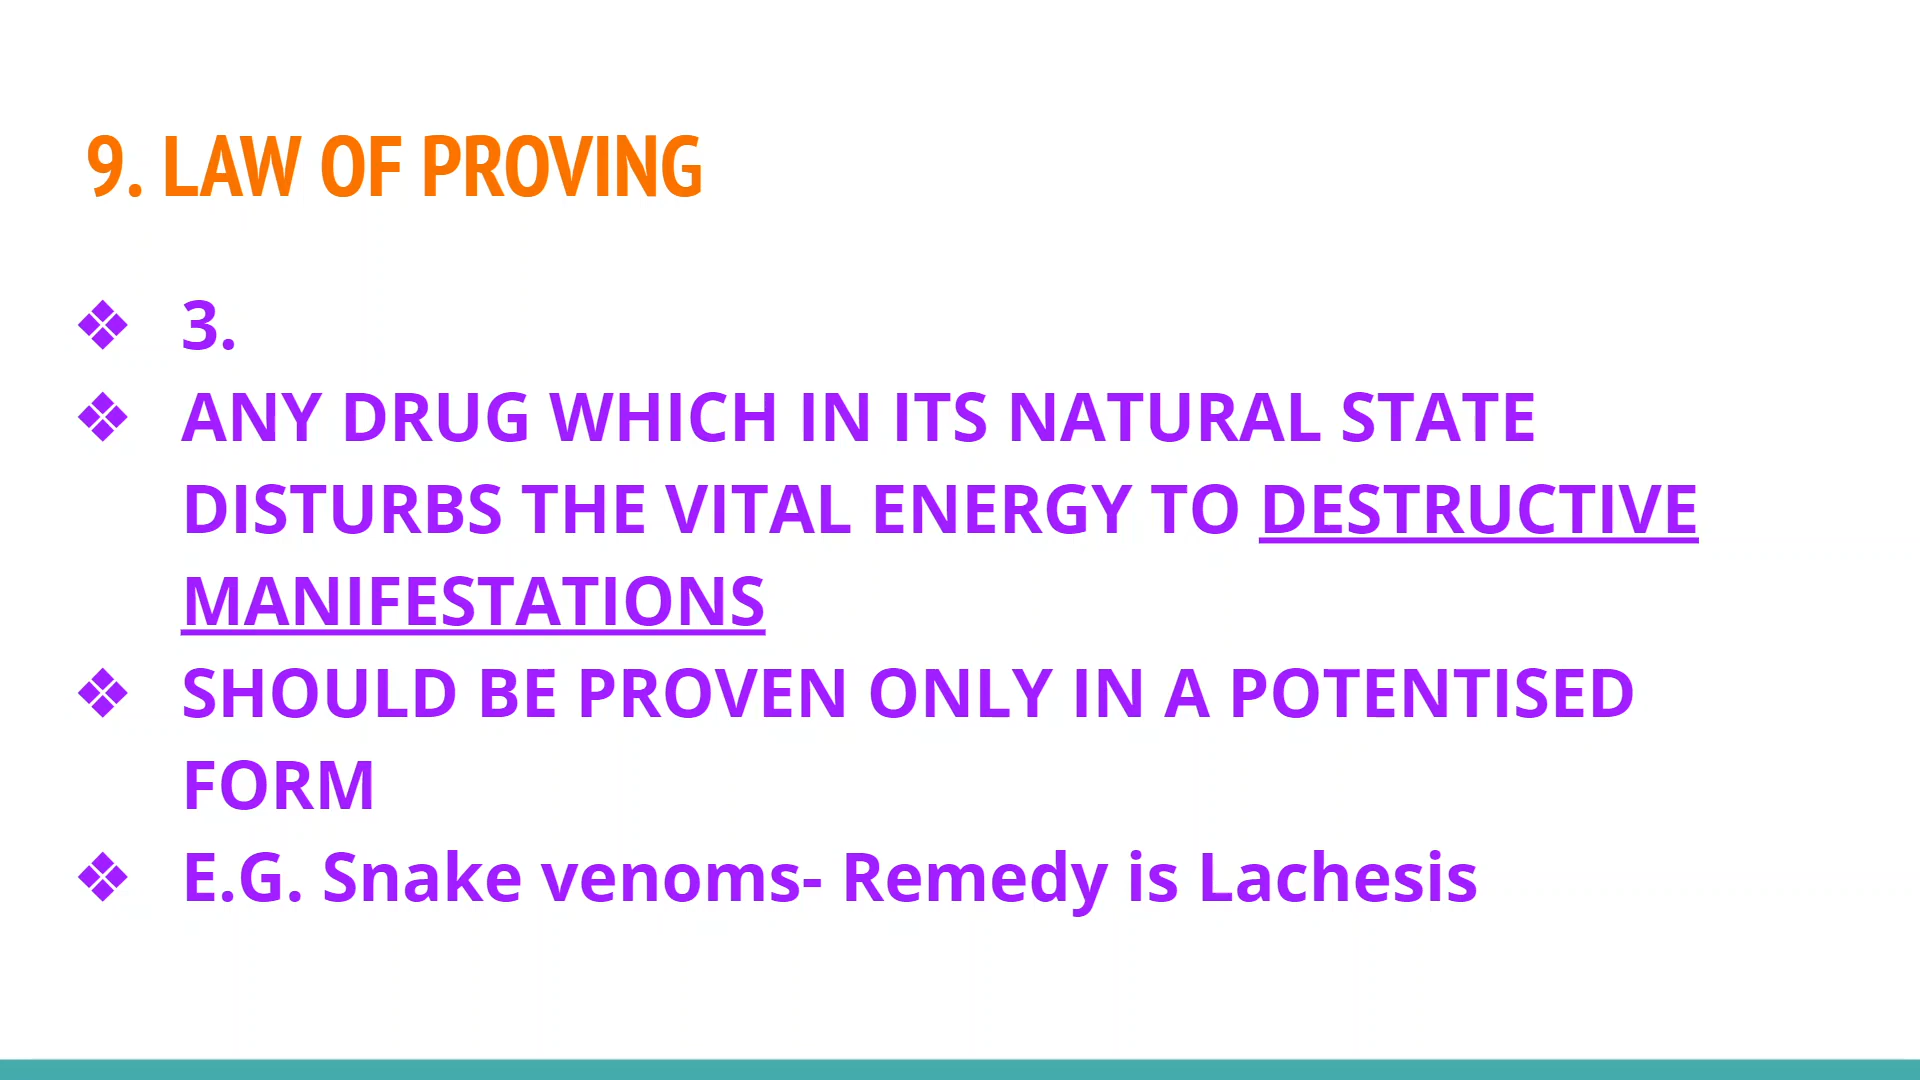 9. LAW OF PROVING
❖ 3.
❖ ANY DRUG WHICH IN ITS NATURAL STATE
DISTURBS THE VITAL ENERGY TO DESTRUCTIVE
MANIFESTATIONS
❖ SHOULD BE PROVEN ONLY IN A POTENTISED
FORM
❖ E.G. Snake venoms- Remedy is Lachesis